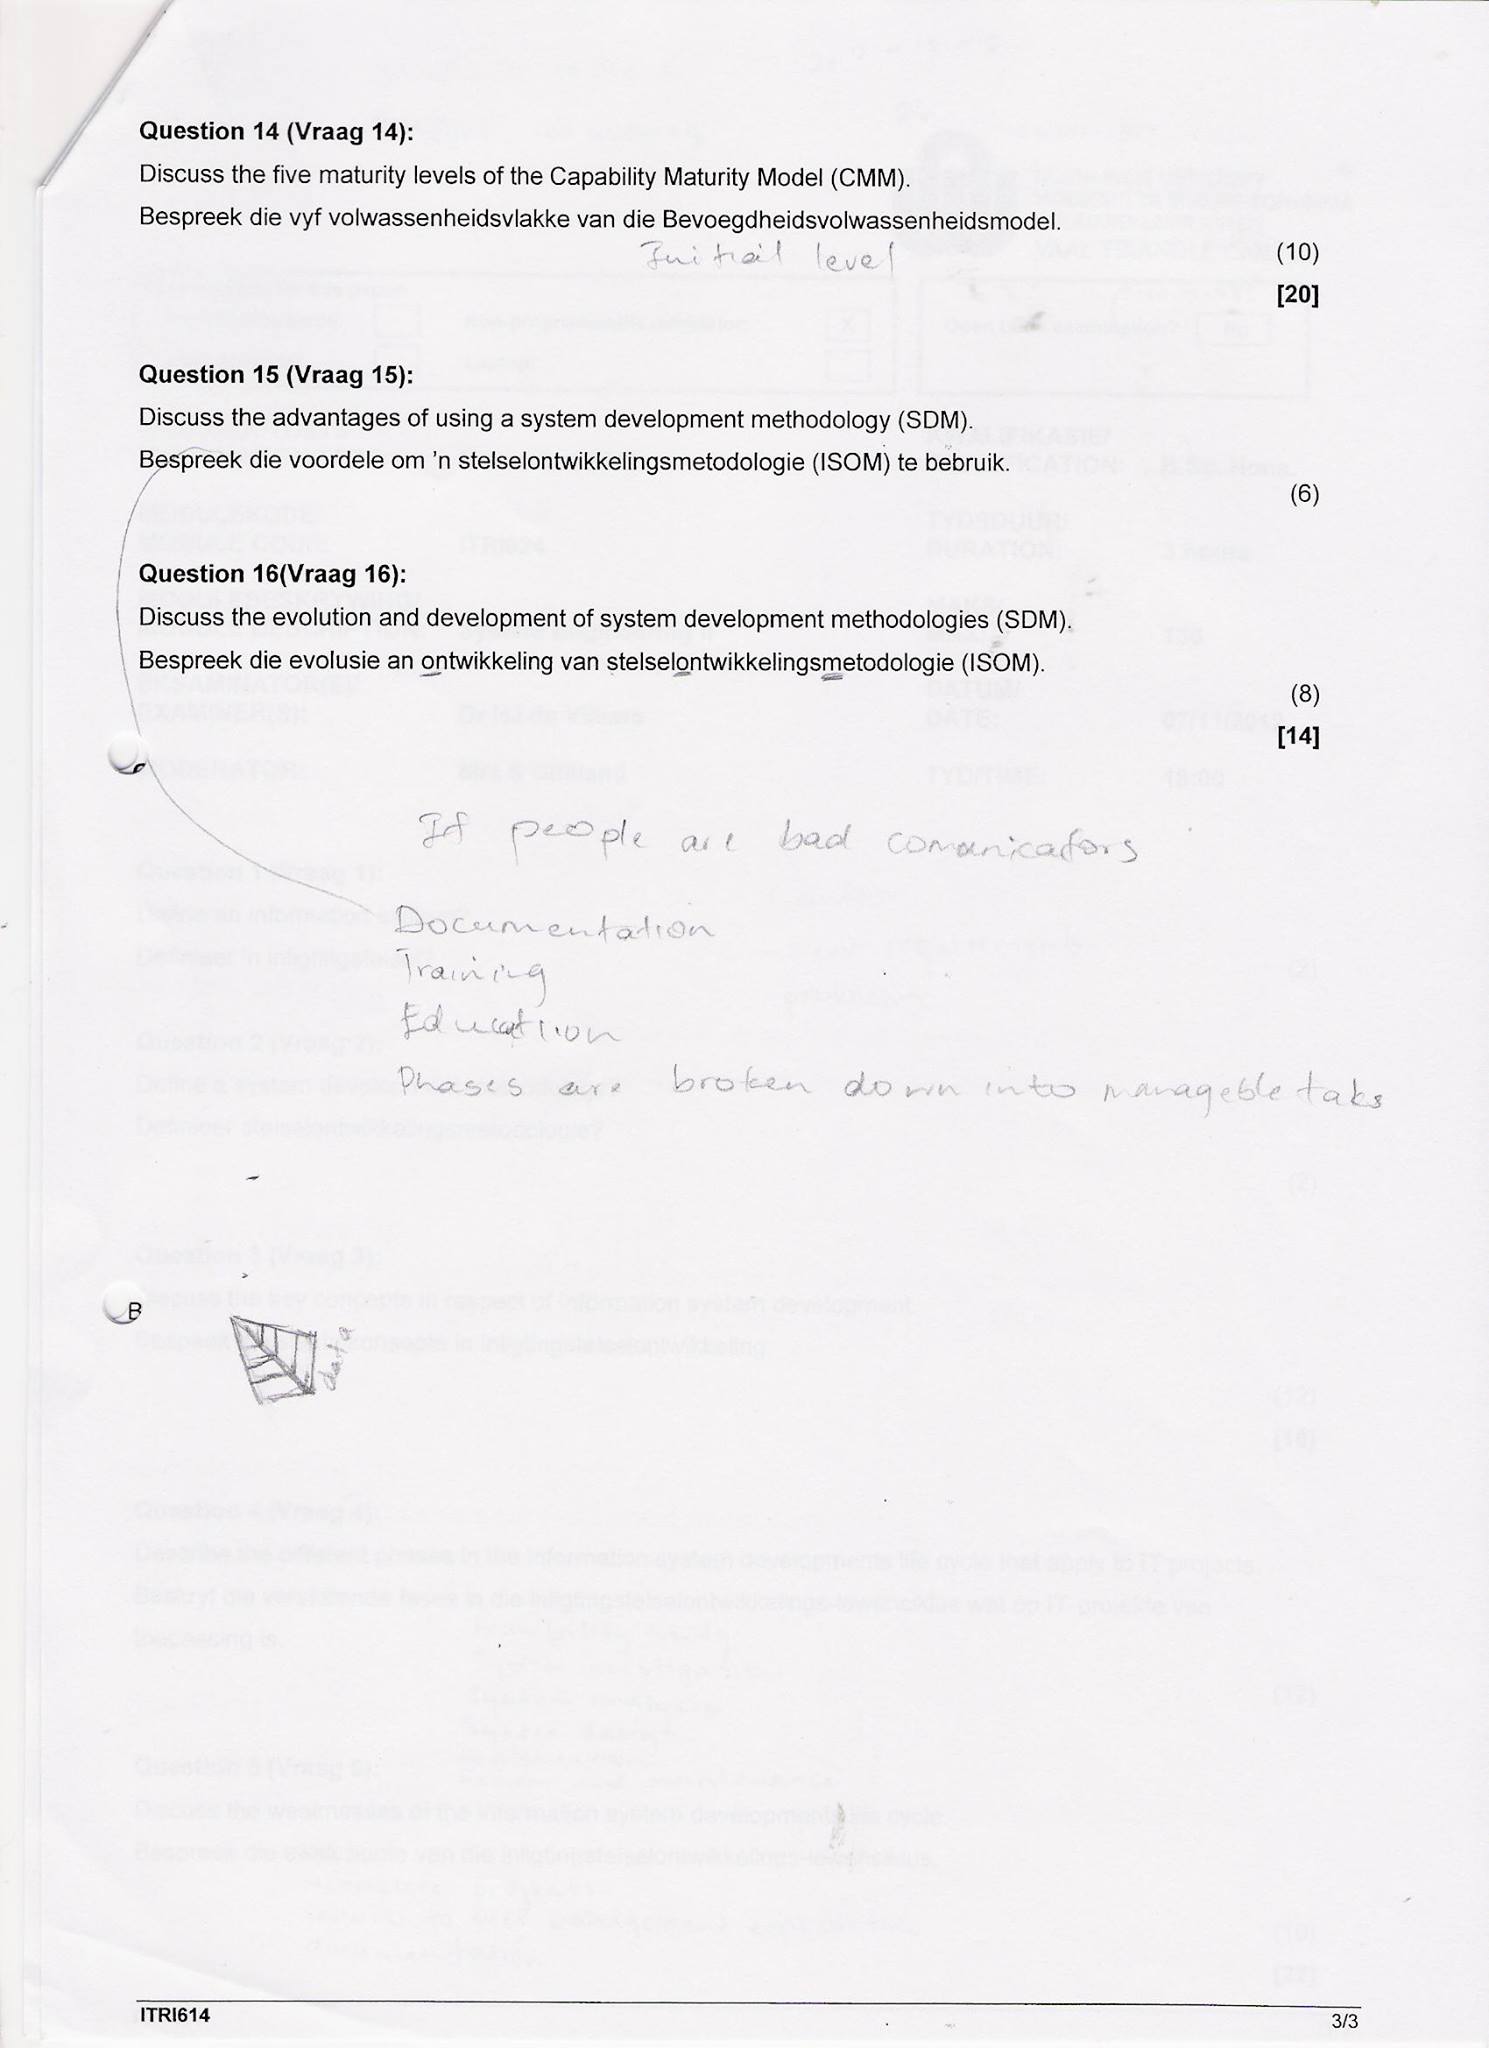 Question 14 (Vraag 14):
Discuss the five maturity levels of the Capability Maturity Model (CMM).
Bespreek die vyf volwassenheidsvlakke van die Bevoegdheidsvolwassenheidsmodel.
Initial level
(10)
[20]
Question 15 (Vraag 15):
Discuss the advantages of using a system development methodology (SDM).
Bespreek die voordele om 'n stelselontwikkelingsmetodologie (ISOM) te bebruik.
(6)
Question 16(Vraag 16):
Discuss the evolution and development of system development methodologies (SDM).
Bespreek die evolusie an ontwikkeling van stelselontwikkelingsmetodologie (ISOM).
(8)
[14]
If people are bad comunicators
Documentation
Training
Education
Phases are broken down into manageble taks
B
data
ITRI614
3/3